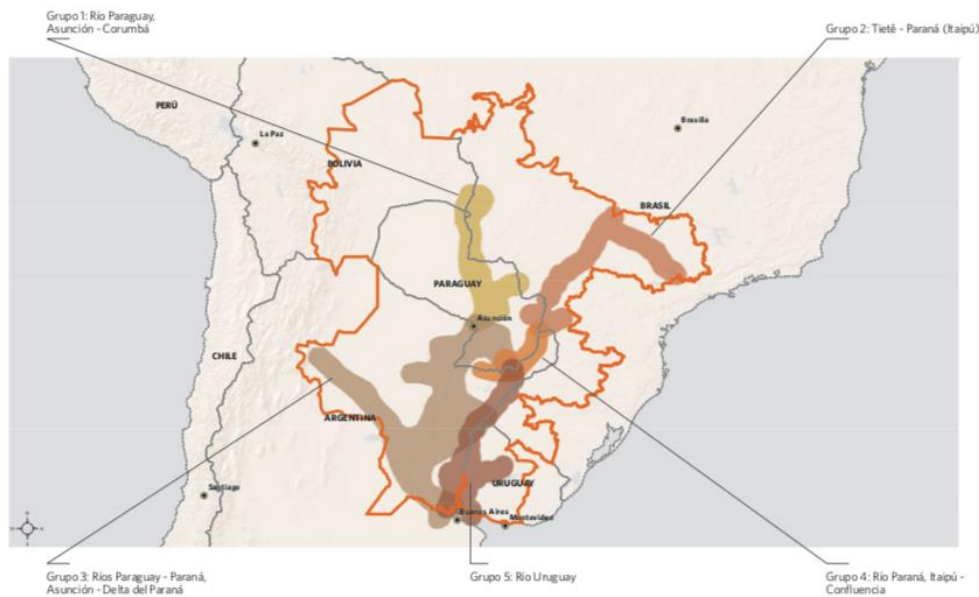 Grupo 1: Río Paraguay,
Asunción - Corumbá
Grupo 2: Tietê - Paraná (Itaipú)
PERÚ
La Paz
BOLIVIA
Brasilia
BRASIL
PARAGUAY
Asunción
CHILE
ARGENTINA
Santiago
URUGUAY
Buenos Aires
Montevideo
Grupo 3: Ríos Paraguay - Paraná,
Asunción - Delta del Paraná
Grupo 5: Río Uruguay
Grupo 4: Río Paraná, Itaipú -
Confluencia